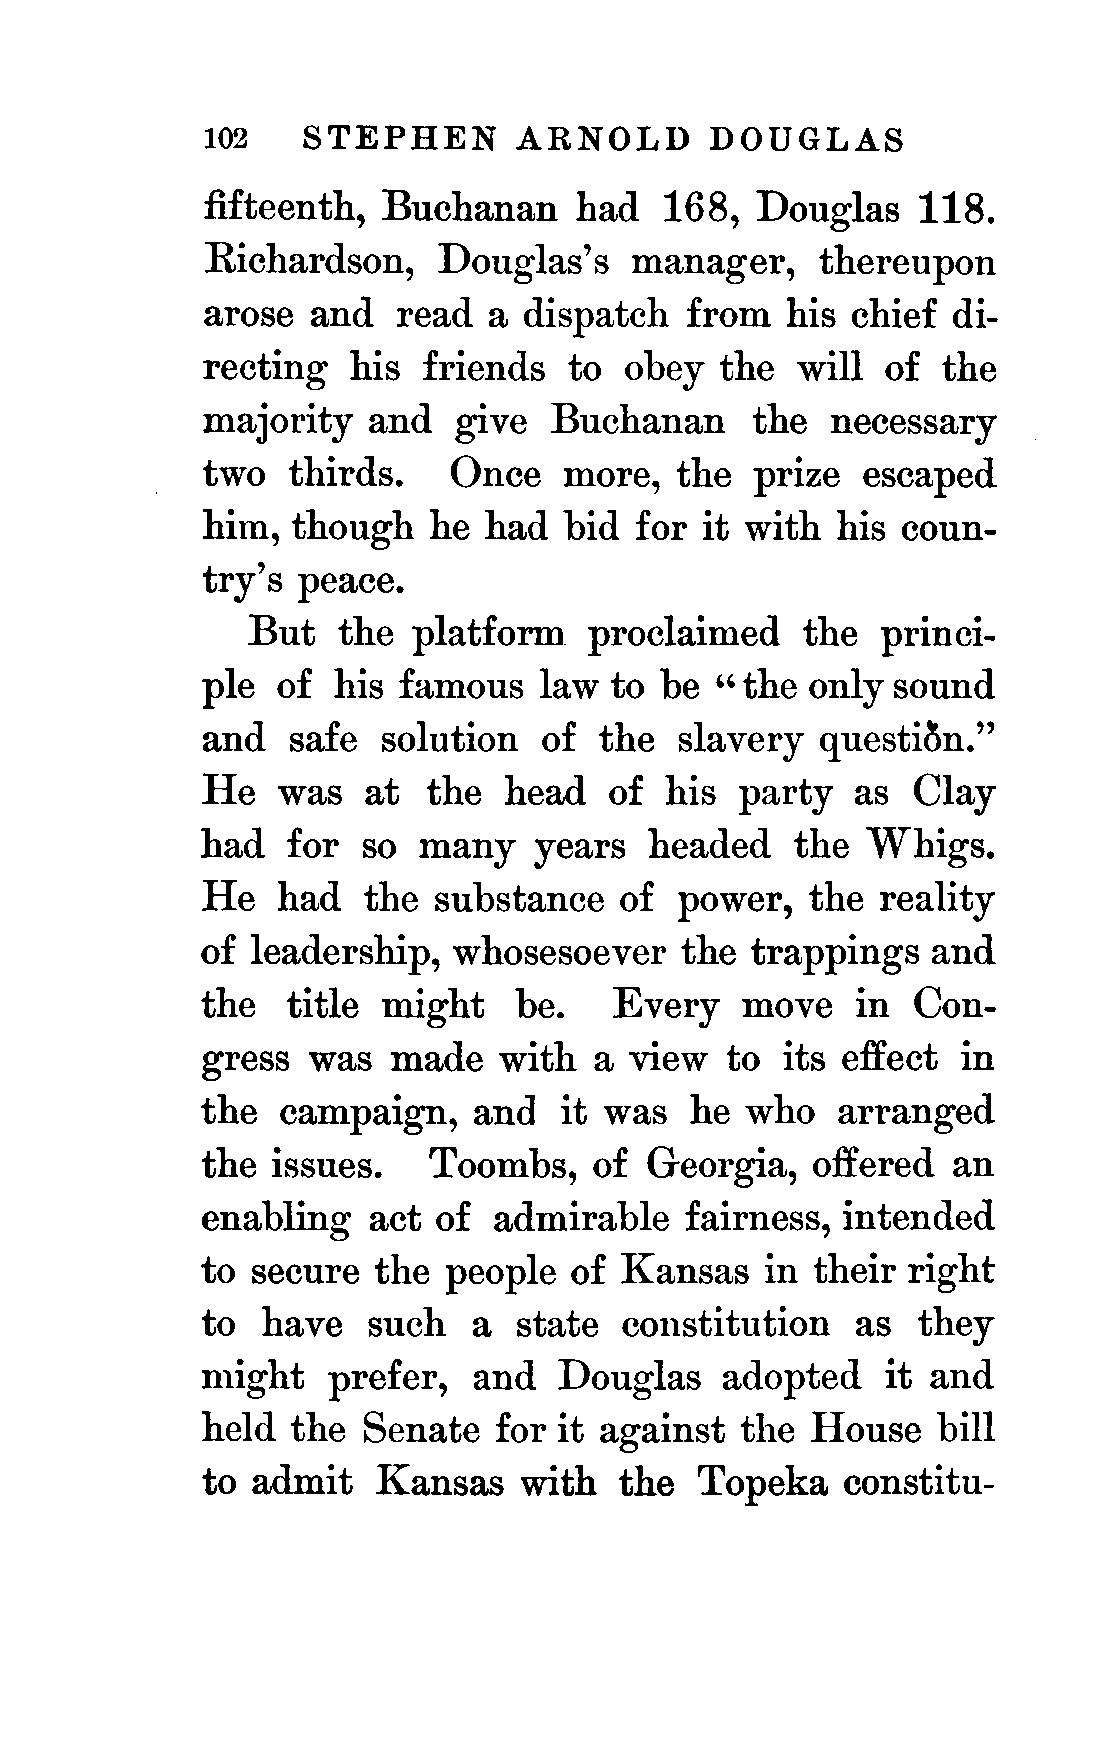 102 STEPHEN ARNOLD DOUGLAS
fifteenth, Buchanan had 168, Douglas 118.
Richardson, Douglas's manager, thereupon
arose and read a dispatch from his chief di-
recting his friends to obey the will of the
majority and give Buchanan the necessary
two thirds. Once more, the prize escaped
him, though he had bid for it with his coun-
try's peace.
But the platform proclaimed the princi-
ple of his famous law to be "the only sound
and safe solution of the slavery question."
He was at the head of his party as Clay
had for so many years headed the Whigs.
He had the substance of power, the reality
of leadership, whosesoever the trappings and
the title might be. Every move in Con-
gress was made with a view to its effect in
the campaign, and it was he who arranged
the issues. Toombs, of Georgia, offered an
enabling act of admirable fairness, intended
to secure the people of Kansas in their right
to have such a state constitution as they
might prefer, and Douglas adopted it and
held the Senate for it against the House bill
to admit Kansas with the Topeka constitu-